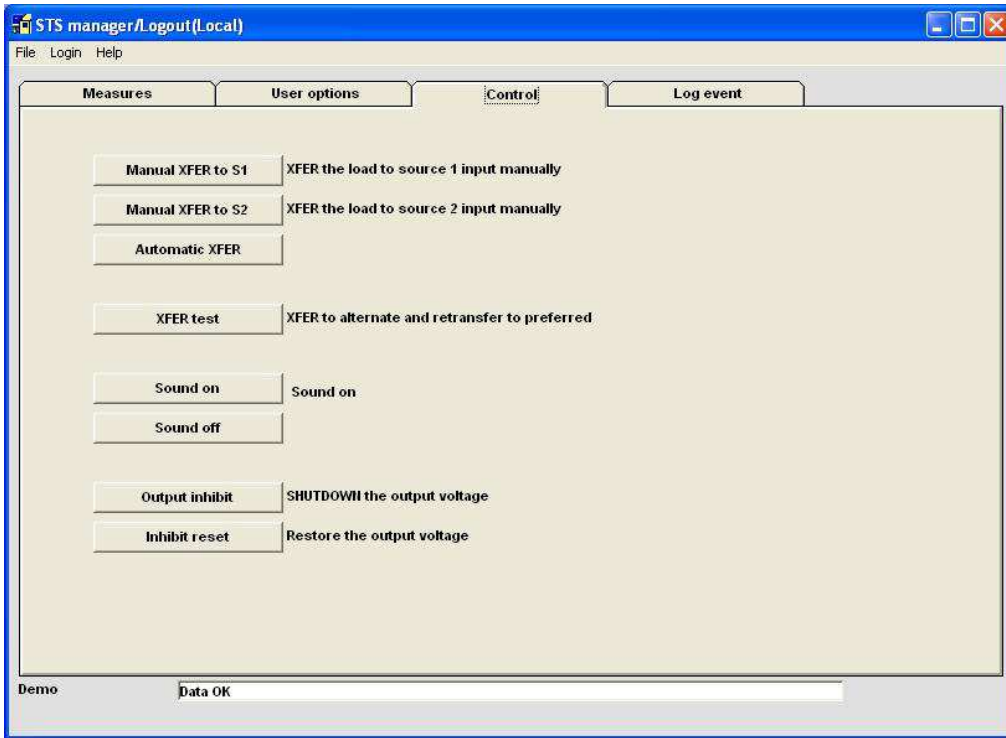 STS manager/Logout(Local)
File Login Help
Measures User options Control Log event
Manual XFER to S1 XFER the load to source 1 input manually
Manual XFER to S2 XFER the load to source 2 input manually
Automatic XFER
XFER test XFER to alternate and retransfer to preferred
Sound on Sound on
Sound off
Output inhibit SHUTDOWN the output voltage
Inhibit reset Restore the output voltage
Demo Data OK